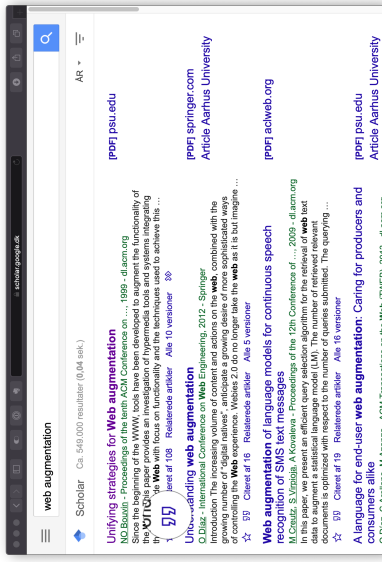 scholar.google.dk
web augmentation
Scholar Ca. 549.000 resultater (0,04 sek.) ÅR
Unifying strategies for Web augmentation
[PDF] psu.edu
NO Bouvin - Proceedings of the tenth ACM Conference on …, 1999 - dl.acm.org
Since the beginning of the WWW, tools have been developed to augment the functionality of
the. This paper provides an investigation of hypermedia tools and systems integrating
the Web with focus on functionality and the techniques used to achieve this …
Citeret af 108 Relaterede artikler Alle 10 versioner
Understanding web augmentation
[PDF] springer.com
O Díaz - International Conference on Web Engineering, 2012 - Springer
Article Aarhus University
Introduction The increasing volume of content and actions on the web, combined with the
growing number of "digital natives", anticipate a growing desire of more sophisticated ways
of controlling the Web experience. Webies 2.0 do no longer take the web as it is but imagine …
Citeret af 16 Relaterede artikler Alle 5 versioner
Web augmentation of language models for continuous speech
recognition of SMS text messages
[PDF] aclweb.org
M Creutz, S Virpioja, A Kovaleva - Proceedings of the 12th Conference of …, 2009 - dl.acm.org
In this paper, we present an efficient query selection algorithm for the retrieval of web text
data to augment a statistical language model (LM). The number of retrieved relevant
documents is optimized with respect to the number of queries submitted. The querying …
Citeret af 19 Relaterede artikler Alle 16 versioner
A language for end-user web augmentation: Caring for producers and
consumers alike
[PDF] psu.edu
Article Aarhus University